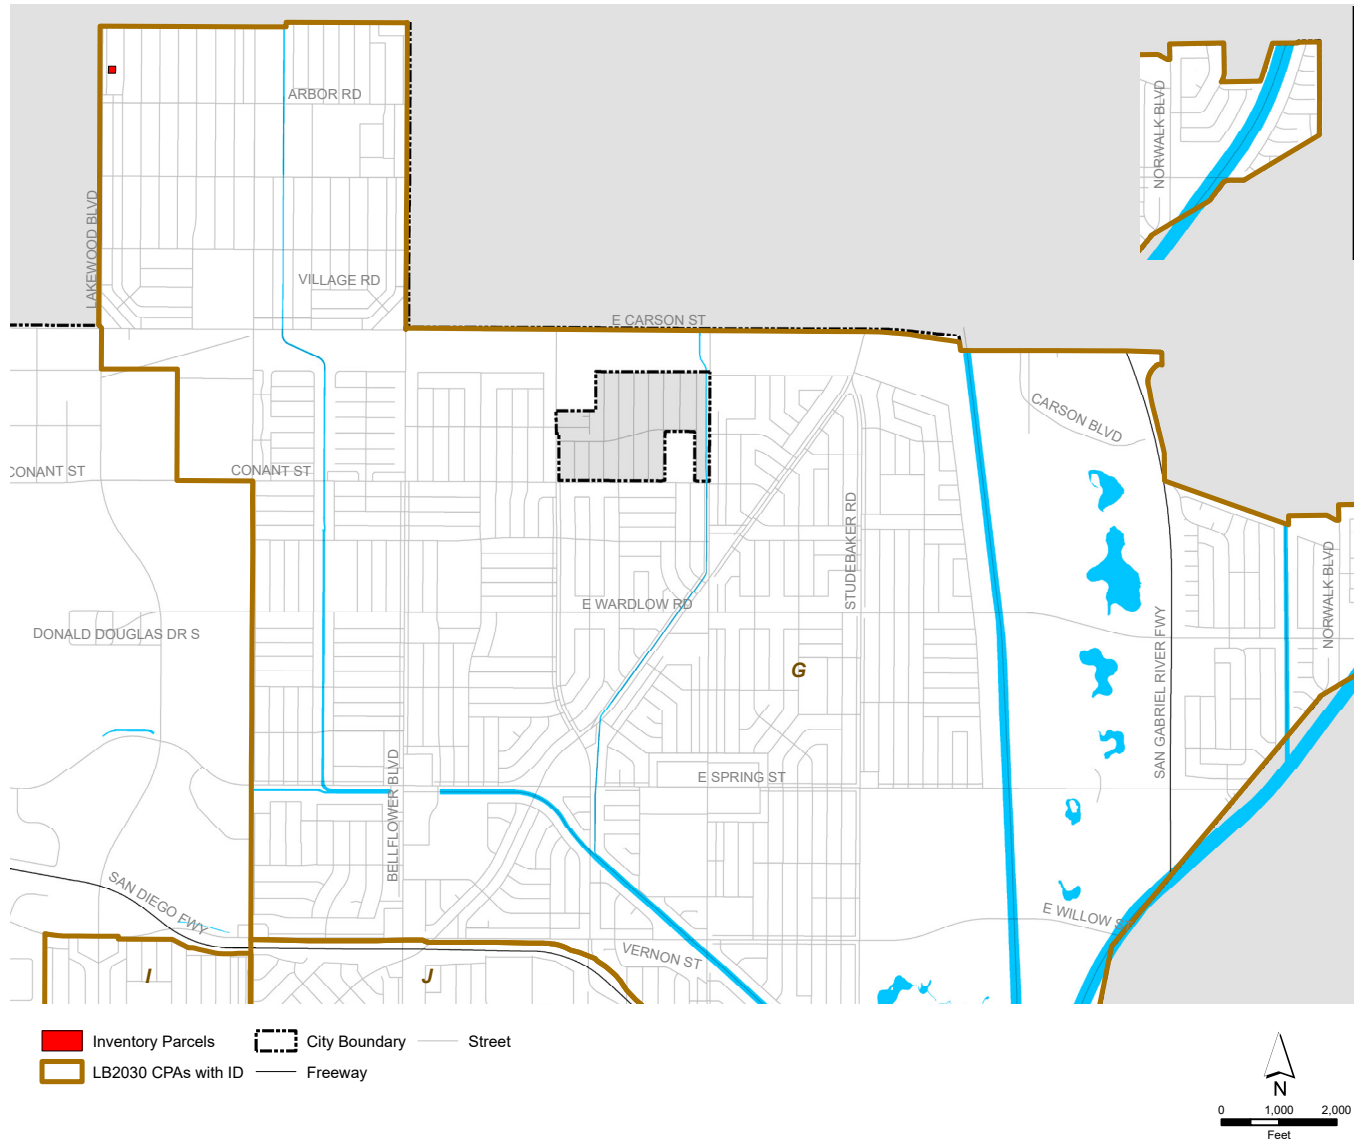 ARBOR RD
NORWALK BLVD
LAKEWOOD BLVD
VILLAGE RD
E CARSON ST
CARSON BLVD
CONANT ST
CONANT ST
STUDEBAKER RD
NORWALK BLVD
E WARDLOW RD
DONALD DOUGLAS DR S
SAN GABRIEL RIVER FWY
G
E SPRING ST
BELLFLOWER BLVD
SAN DIEGO FWY
E WILLOW S
VERNON ST
I
J
Inventory Parcels
City Boundary
Street
LB2030 CPAs with ID
Freeway
N
0 1,000 2,000
Feet